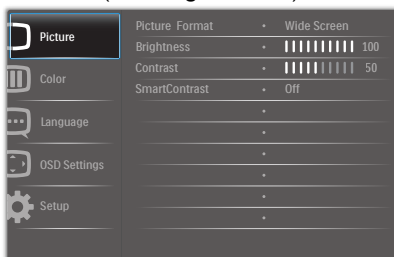 Picture
Color
Language
OSD Settings
Setup
Picture Format • Wide Screen
Brightness • 100
Contrast • 50
SmartContrast • Off